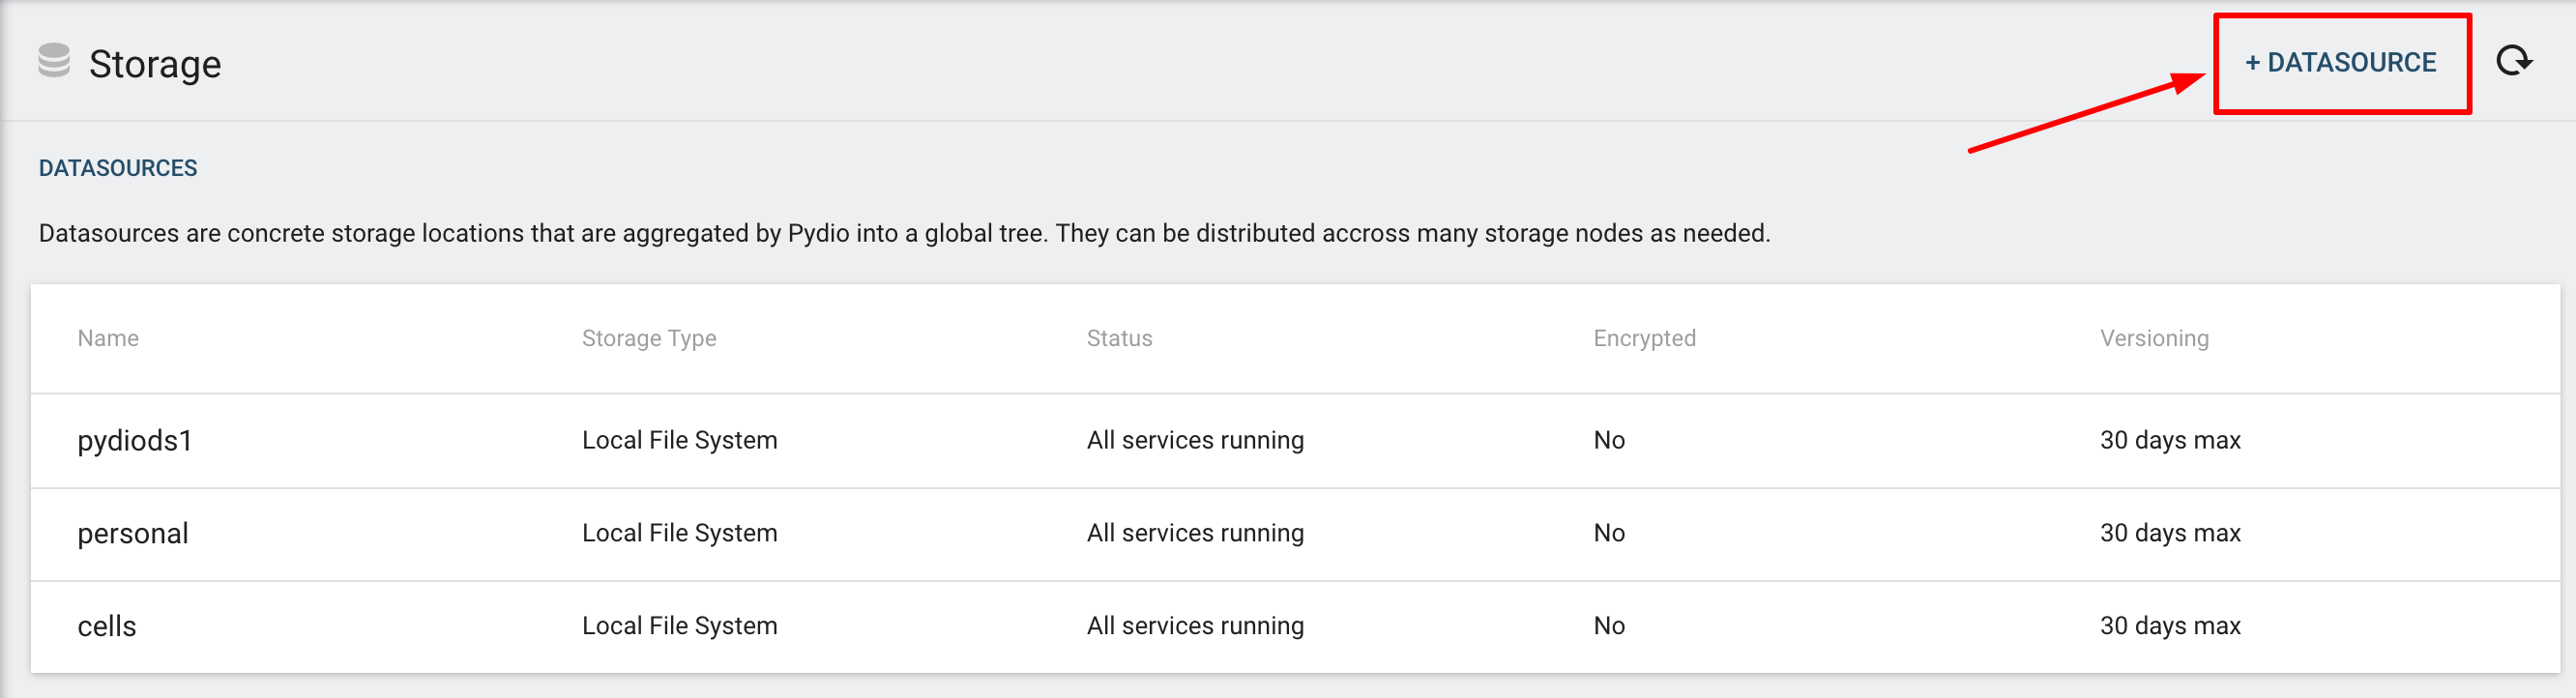 Storage
+ DATASOURCE
DATASOURCES
Datasources are concrete storage locations that are aggregated by Pydio into a global tree. They can be distributed accross many storage nodes as needed.
Name Storage Type Status Encrypted Versioning
pydiods1 Local File System All services running No 30 days max
personal Local File System All services running No 30 days max
cells Local File System All services running No 30 days max